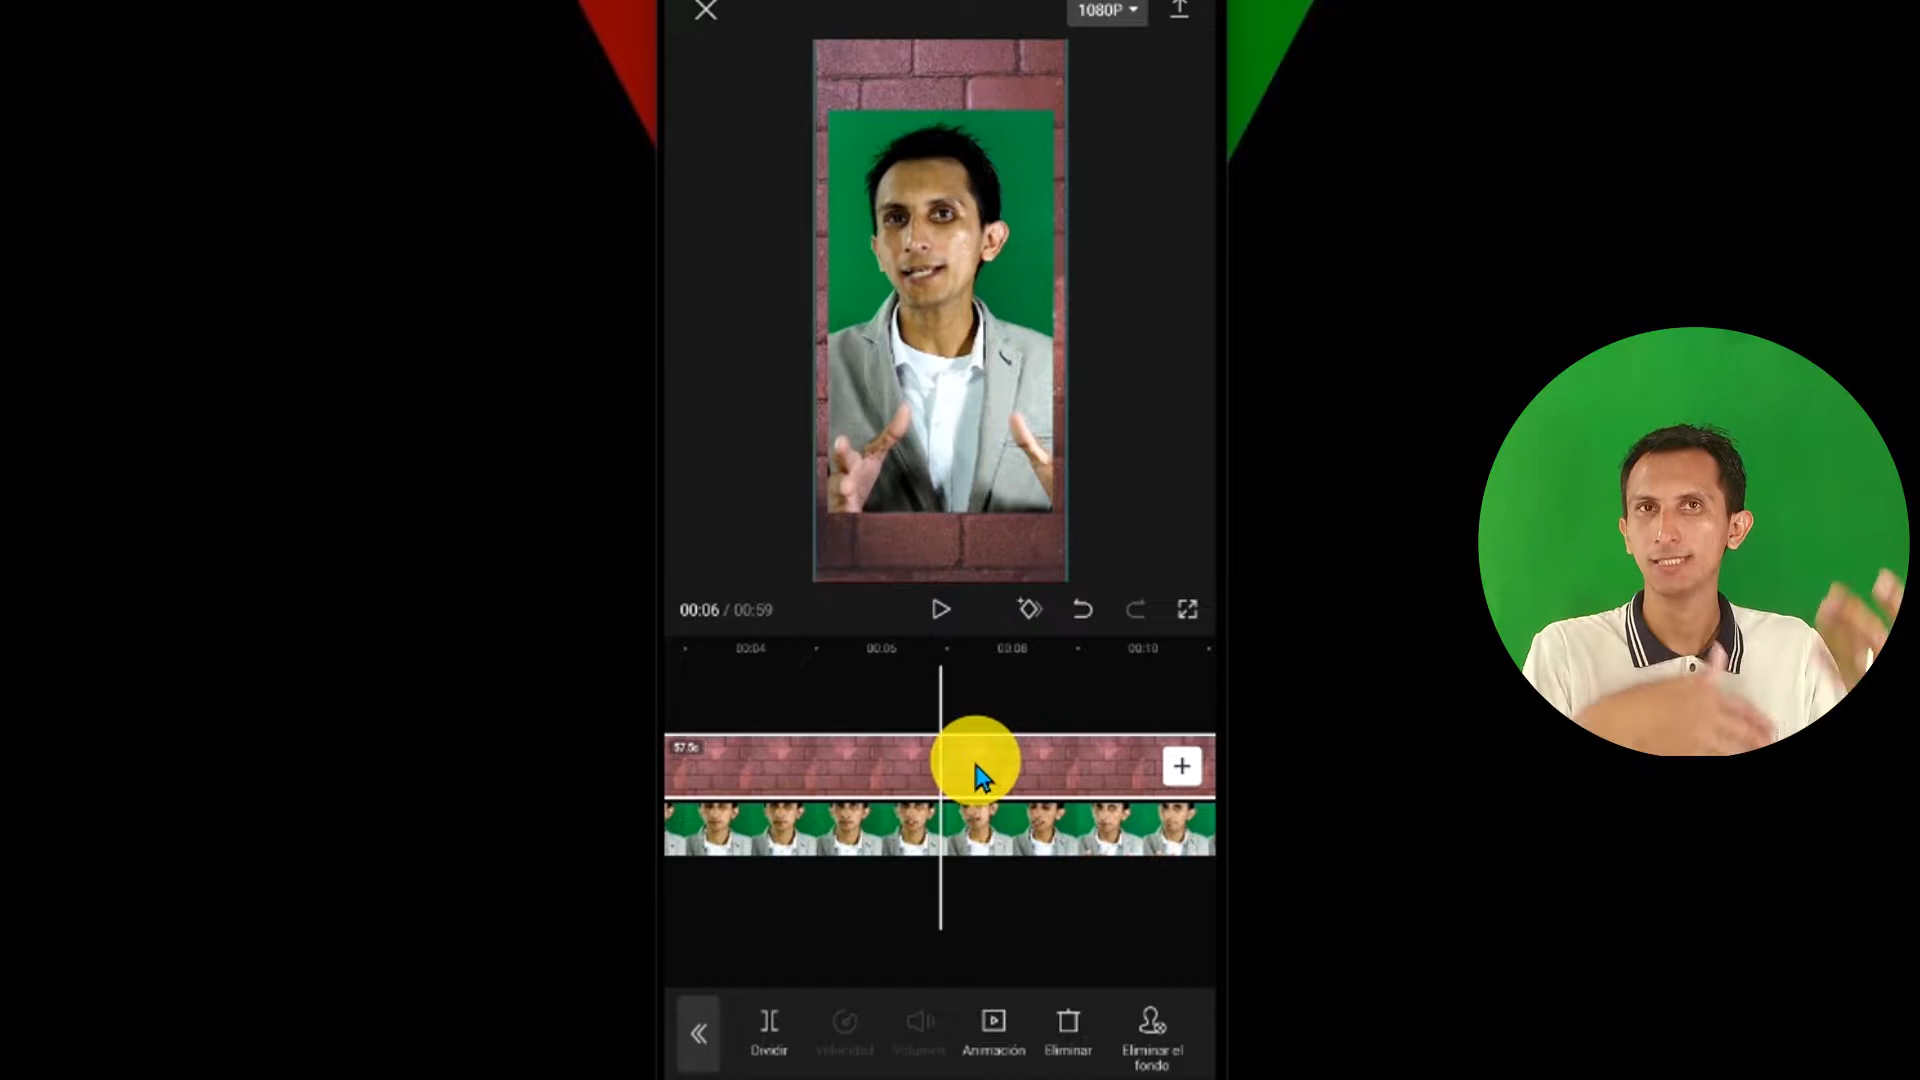 1080P
00:06 / 00:59
00:04
00:06
00:08
00:10
57.5s
Dividir
Velocidad
Volumen
Animación
Eliminar
Eliminar el
fondo